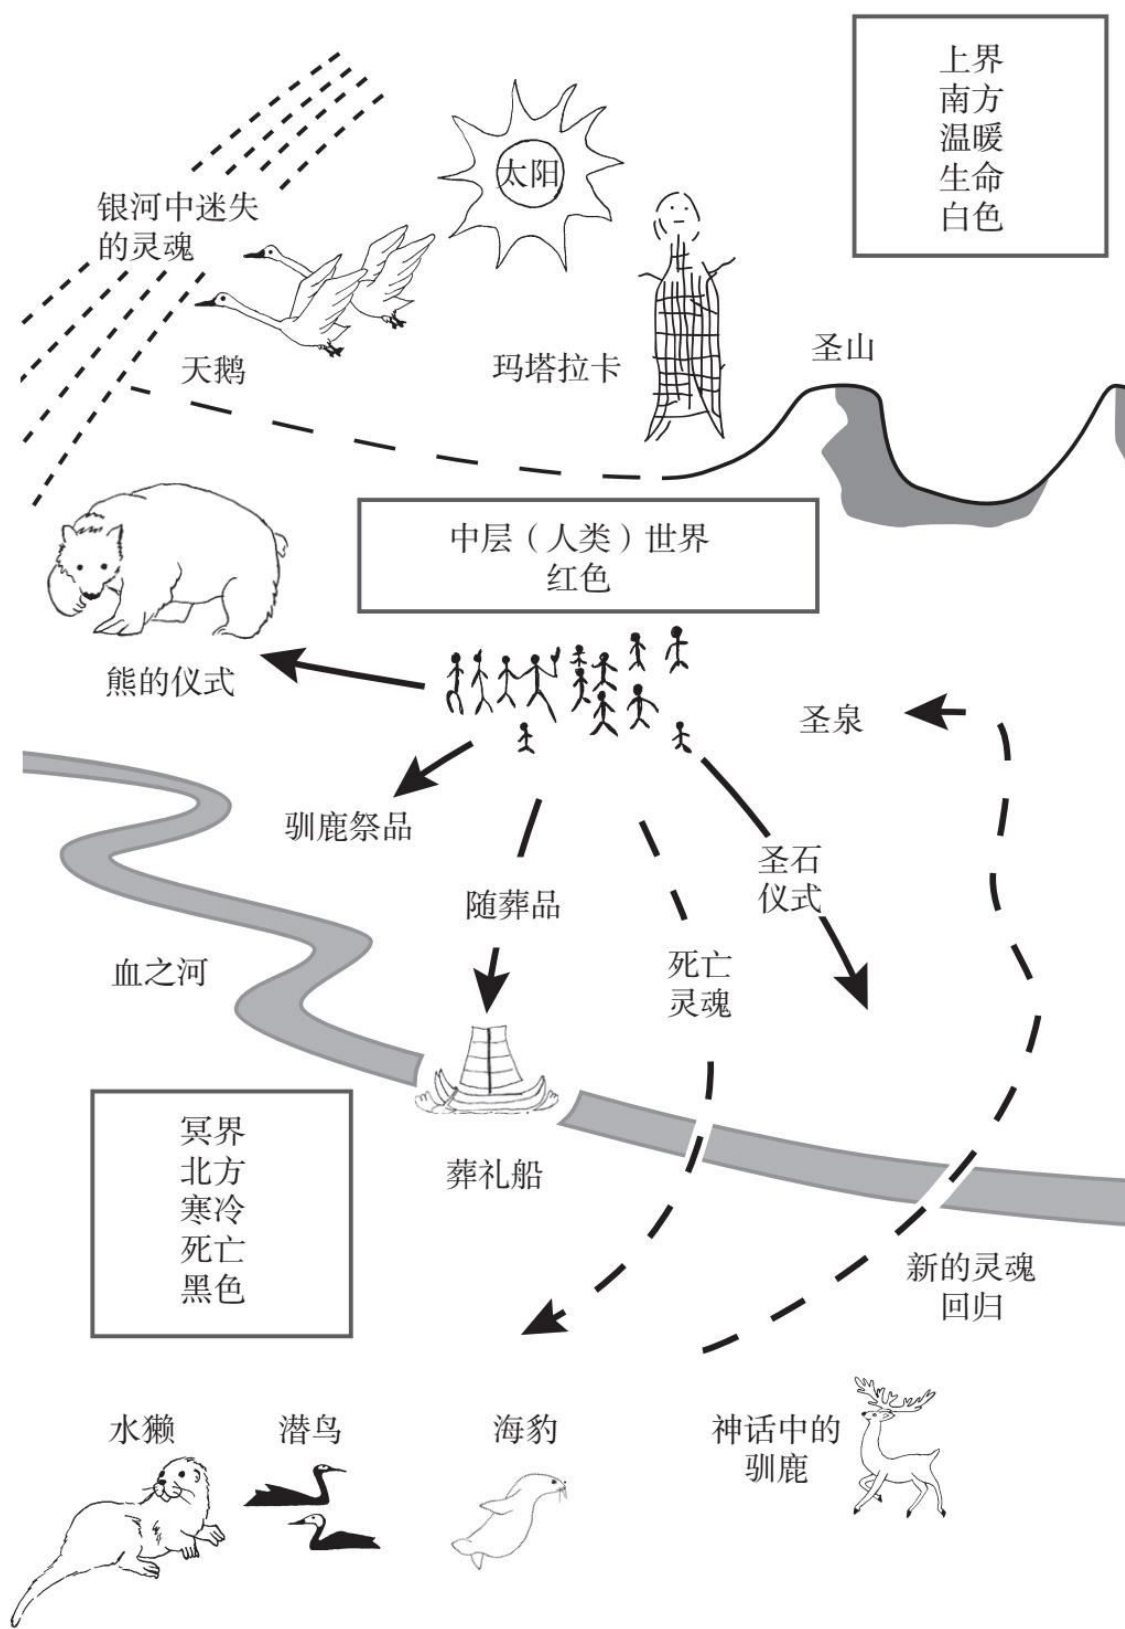 上界
南方
温暖
生命
白色
太阳
银河中迷失
的灵魂
天鹅
玛塔拉卡
圣山
中层（人类）世界
红色
熊的仪式
圣泉
驯鹿祭品
圣石
仪式
随葬品
死亡
灵魂
血之河
葬礼船
冥界
北方
寒冷
死亡
黑色
新的灵魂
回归
水獭
潜鸟
海豹
神话中的
驯鹿